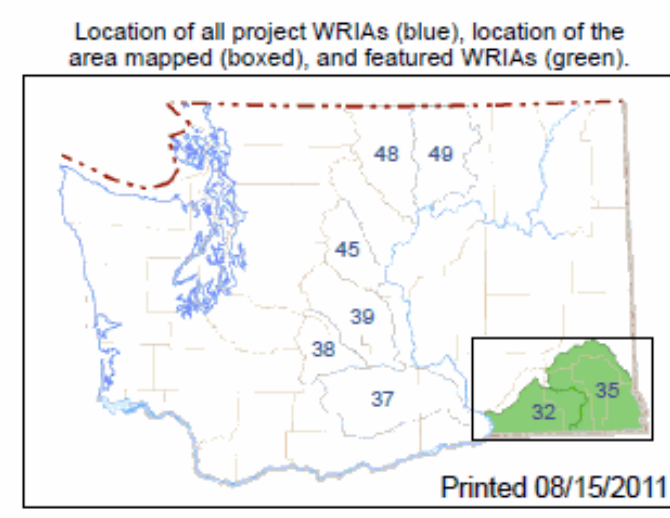 Location of all project WRIAs (blue), location of the
area mapped (boxed), and featured WRIAs (green).
48 49
45
39
38
37
35
32
Printed 08/15/2011